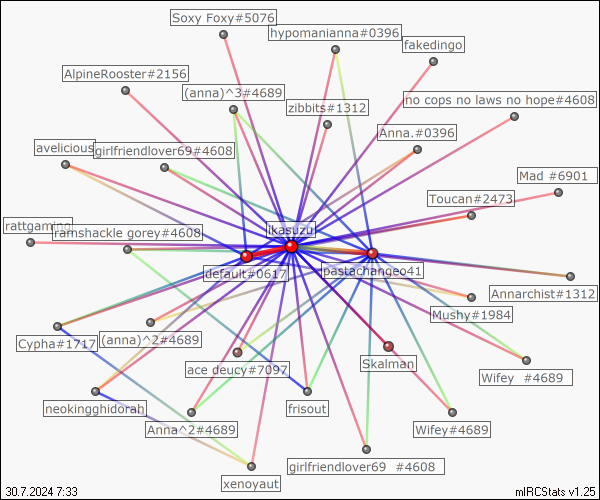 Soxy Foxy#5076
hypomanianna#0396
fakedingo
AlpineRooster#2156
(anna)^3#4689
zibbits#1312
no cops no laws no hope#4608
Anna.#0396
avelicious
girlfriendlover69#4608
Mad #6901
Toucan#2473
rattgaming
ramshackle gorey#4608
ikasuzu
default#0617
pastachangeo41
Annarchist#1312
Mushy#1984
Cypha#1717
(anna)^2#4689
ace deucy#7097
Skalman
Wifey #4689
neokingghidorah
Anna^2#4689
frisout
Wifey#4689
girlfriendlover69 #4608
xenoyaut
30.7.2024 7:33
mIRCStats v1.25